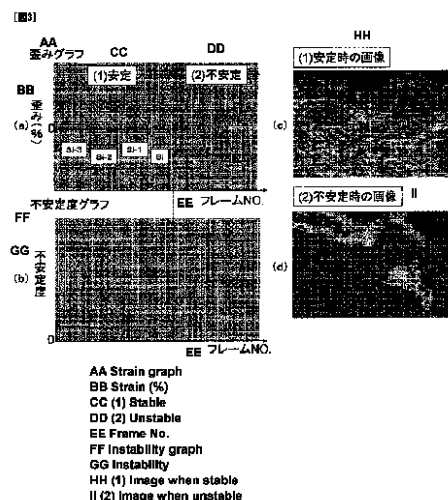 [図3]
AA
歪みグラフ
CC
DD
HH
(1)安定
(2)不安定
(1)安定時の画像
BB
歪み(%)
(a)
0
Si-3
Si-2
Si-1
Si
(c)
EE フレームNO.
不安定度グラフ
FF
(2)不安定時の画像
II
GG
不安定度
(b)
(d)
0
EE フレームNO.
AA Strain graph
BB Strain (%)
CC (1) Stable
DD (2) Unstable
EE Frame No.
FF Instability graph
GG Instability
HH (1) Image when stable
II (2) Image when unstable